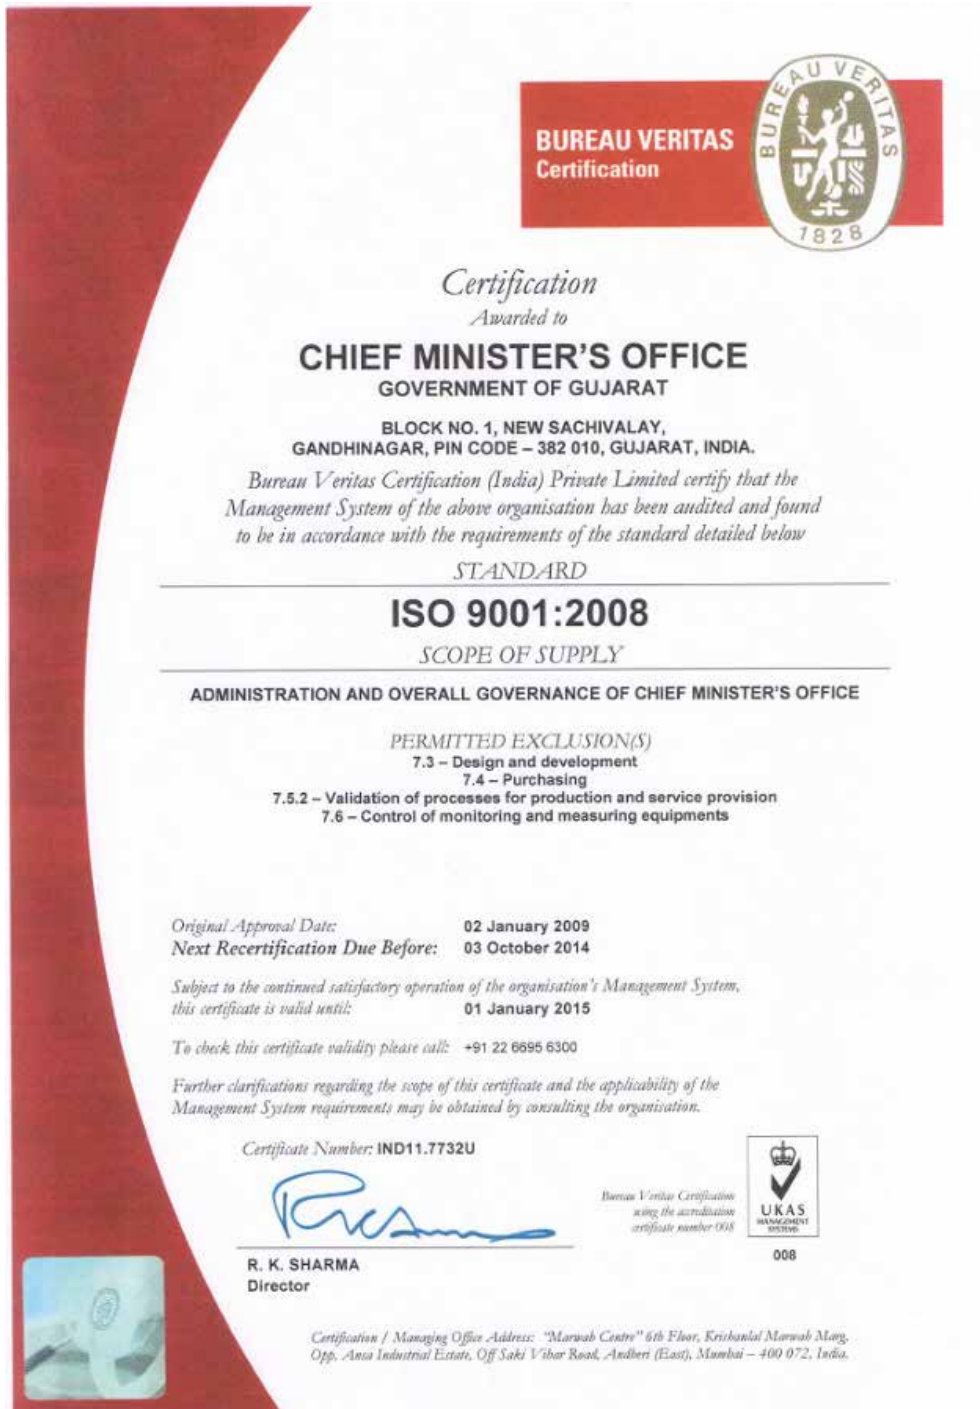 BUREAU VERITAS
Certification
BUREAU VERITAS
1828
Certification
Awarded to
CHIEF MINISTER'S OFFICE
GOVERNMENT OF GUJARAT
BLOCK NO. 1, NEW SACHIVALAY,
GANDHINAGAR, PIN CODE – 382 010, GUJARAT, INDIA.
Bureau Veritas Certification (India) Private Limited certify that the
Management System of the above organisation has been audited and found
to be in accordance with the requirements of the standard detailed below
STANDARD
ISO 9001:2008
SCOPE OF SUPPLY
ADMINISTRATION AND OVERALL GOVERNANCE OF CHIEF MINISTER'S OFFICE
PERMITTED EXCLUSION(S)
7.3 – Design and development
7.4 – Purchasing
7.5.2 – Validation of processes for production and service provision
7.6 – Control of monitoring and measuring equipments
Original Approval Date: 02 January 2009
Next Recertification Due Before: 03 October 2014
Subject to the continued satisfactory operation of the organisation's Management System,
this certificate is valid until: 01 January 2015
To check this certificate validity please call: +91 22 6695 6300
Further clarifications regarding the scope of this certificate and the applicability of the
Management System requirements may be obtained by consulting the organisation.
Certificate Number: IND11.7732U
Bureau Veritas Certification
using the accreditation
certificate number 008
UKAS
MANAGEMENT
SYSTEMS
008
R. K. SHARMA
Director
Certification / Managing Office Address: "Marwah Centre" 6th Floor, Krishanlal Marwah Marg,
Opp. Ansa Industrial Estate, Off Saki Vihar Road, Andheri (East), Mumbai – 400 072, India.